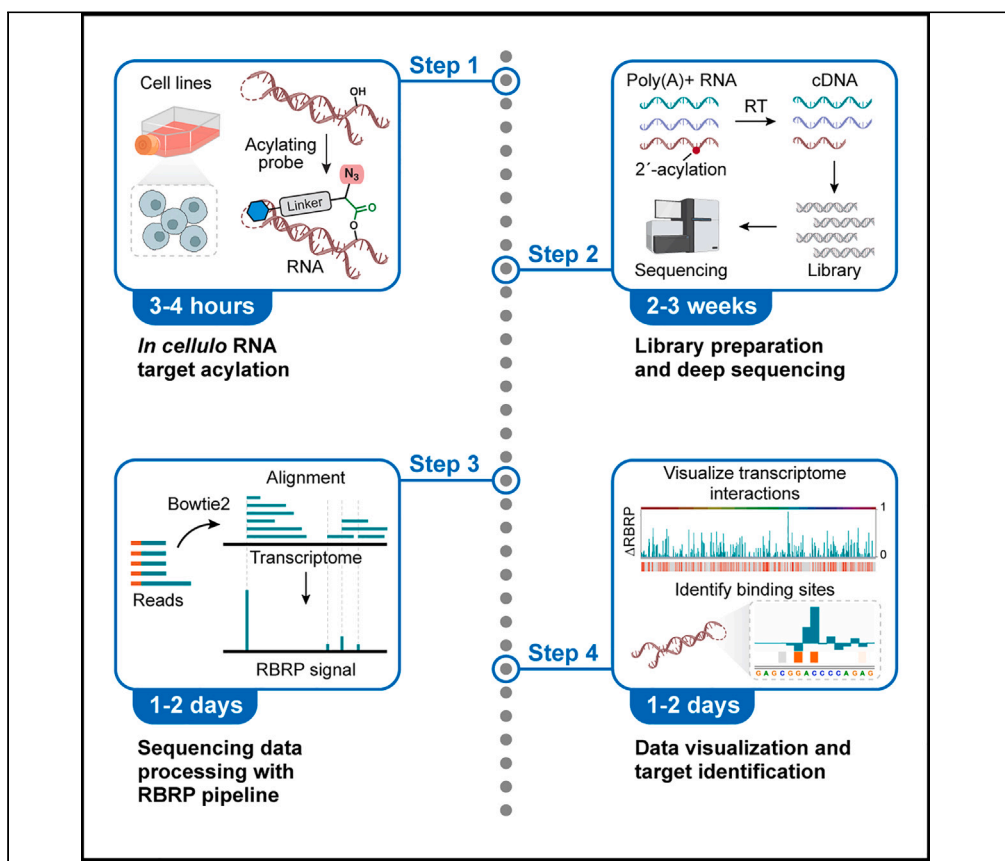 Step 1
Cell lines
OH
Acylating
probe
N3
Linker
O
O
RNA
3-4 hours
In cellulo RNA
target acylation
Step 2
Poly(A)+ RNA
cDNA
RT
2´-acylation
Sequencing
Library
2-3 weeks
Library preparation
and deep sequencing
Step 3
Alignment
Bowtie2
Transcriptome
Reads
RBRP signal
1-2 days
Sequencing data
processing with
RBRP pipeline
Step 4
Visualize transcriptome
interactions
1
ΔRBRP
0
Identify binding sites
GAGCGGACCCCAGAG
1-2 days
Data visualization and
target identification